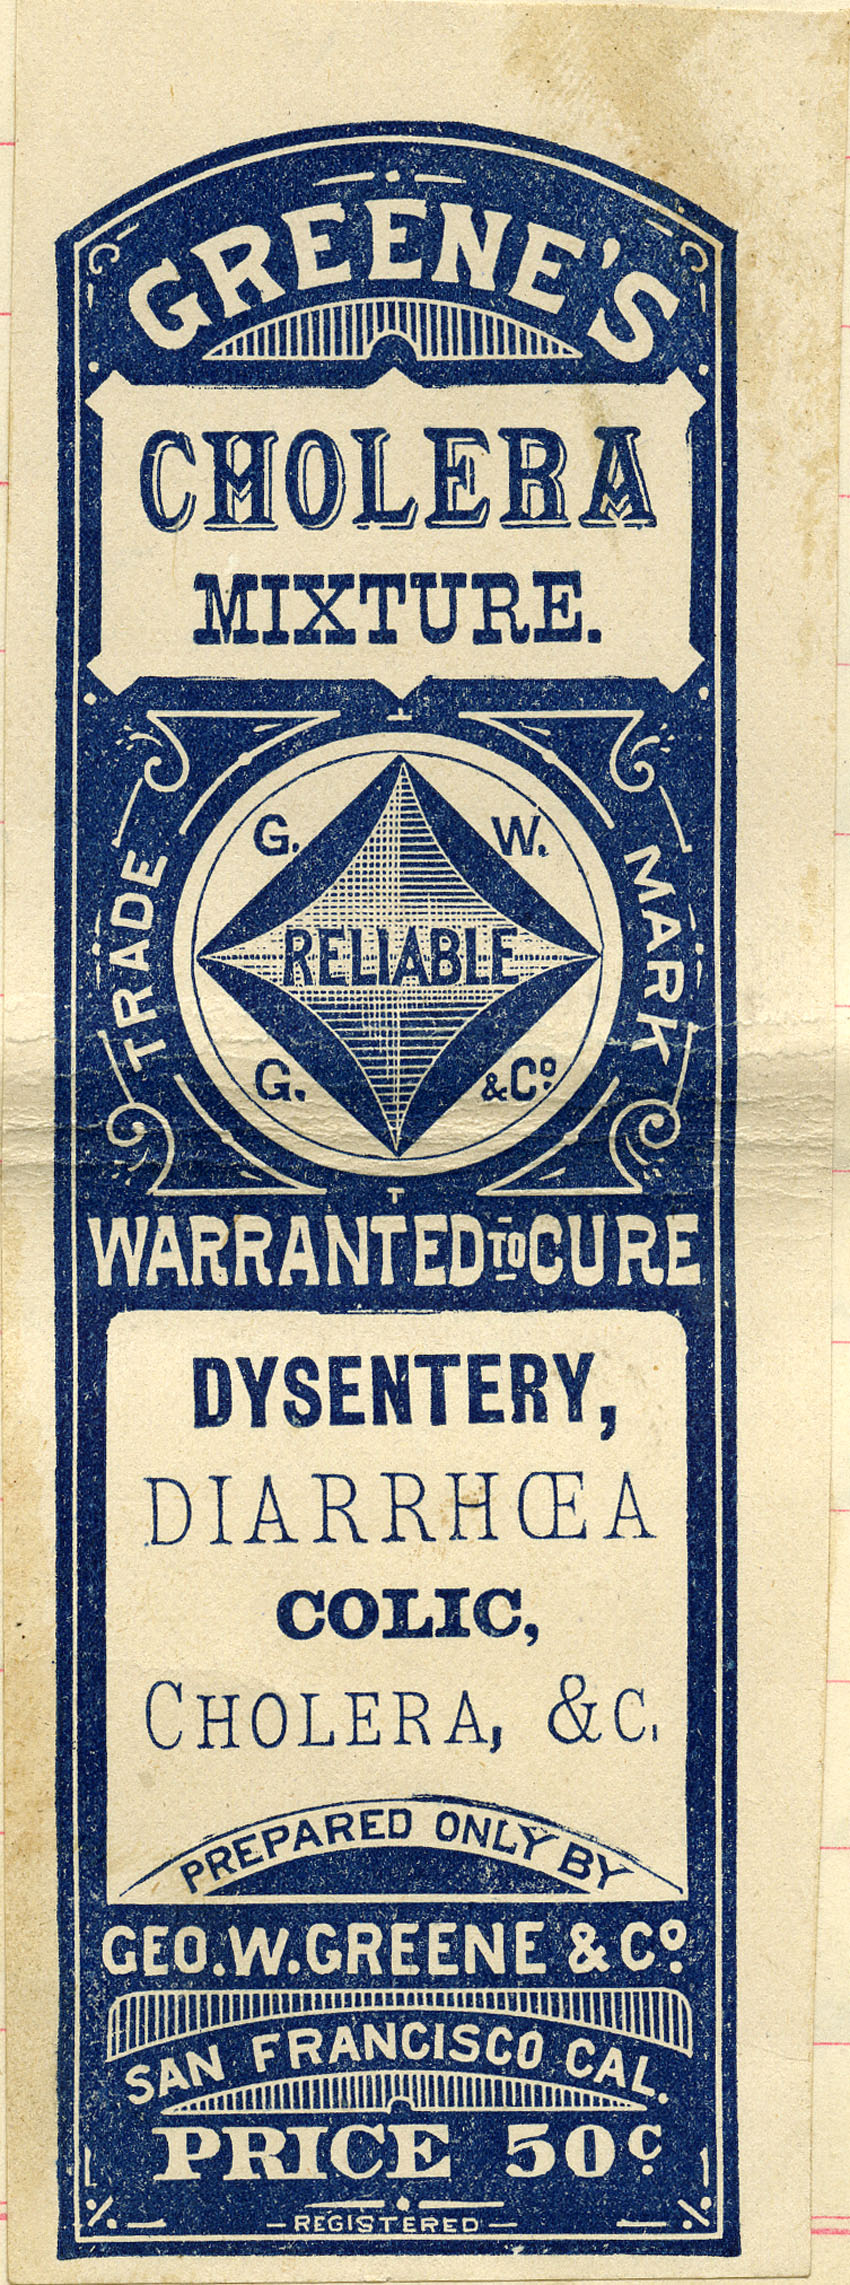 GREENE'S
CHOLERA
MIXTURE.
G. W.
TRADE MARK
RELIABLE
G. & Co.
WARRANTED TO CURE
DYSENTERY,
DIARRHŒA
COLIC,
CHOLERA, &C.
PREPARED ONLY BY
GEO. W. GREENE & Co.
SAN FRANCISCO CAL.
PRICE 50c.
REGISTERED